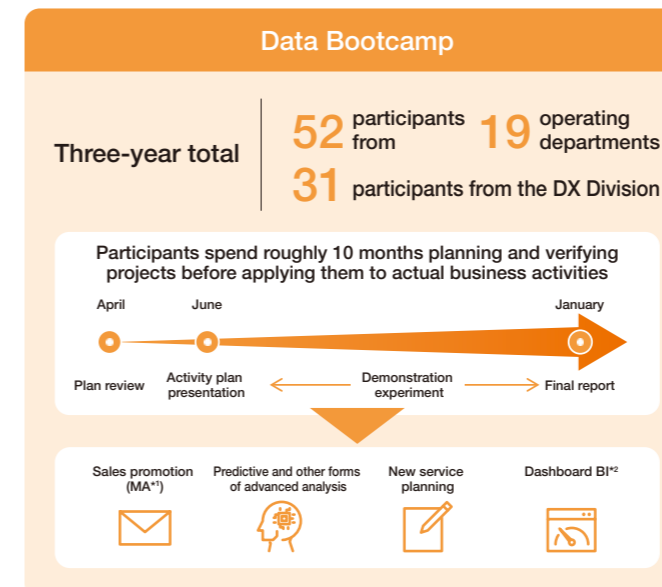 Data Bootcamp
Three-year total
52 participants from 19 operating departments
31 participants from the DX Division
Participants spend roughly 10 months planning and verifying
projects before applying them to actual business activities
April
June
January
Plan review
Activity plan
presentation
Demonstration
experiment
Final report
Sales promotion
(MA*1)
Predictive and other forms
of advanced analysis
New service
planning
Dashboard BI*2